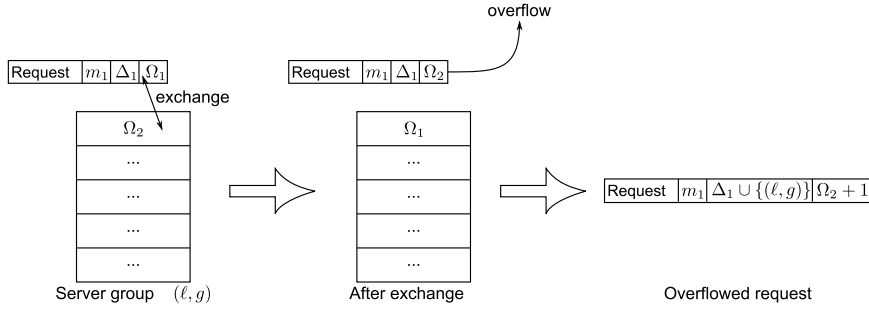 overflow
Request m₁ Δ₁ Ω₁
Request m₁ Δ₁ Ω₂
exchange
Ω₂
...
...
...
...
Ω₁
...
...
...
...
Request m₁ Δ₁ ∪ {(ℓ, g)} Ω₂ + 1
Server group (ℓ, g)
After exchange
Overflowed request